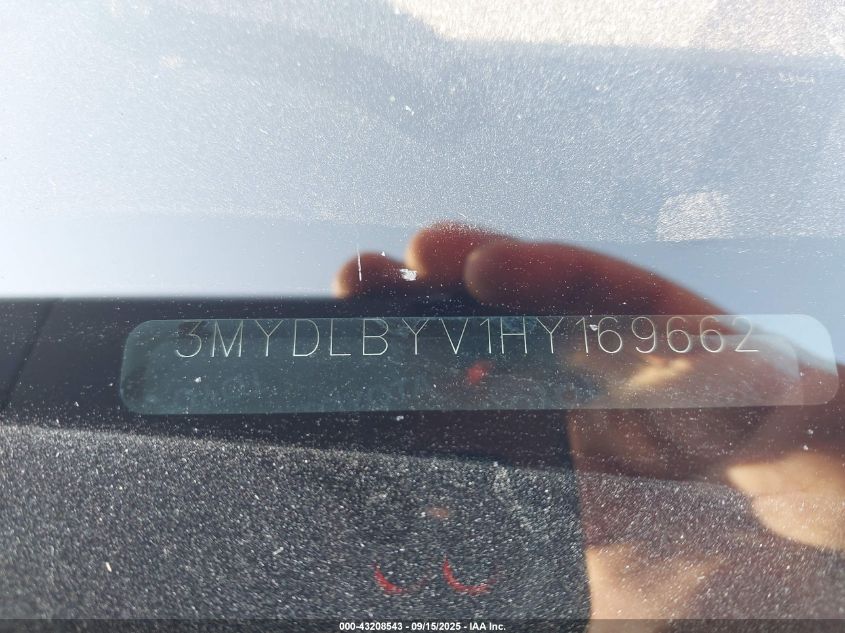 3MYDLBYV1HY169662
000-43208543 - 09/15/2025 - IAA Inc.